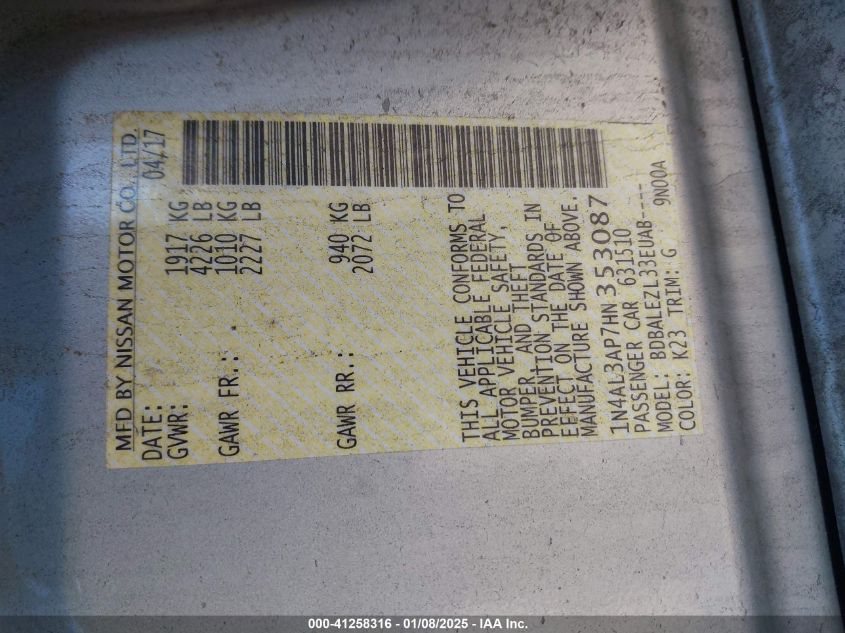 MFD BY NISSAN MOTOR CO., LTD.
DATE: 04/17
GVWR: 1917 KG
4226 LB
GAWR FR.: 1010 KG
2227 LB
GAWR RR.: 940 KG
2072 LB
THIS VEHICLE CONFORMS TO
ALL APPLICABLE FEDERAL
MOTOR VEHICLE SAFETY,
BUMPER, AND THEFT
PREVENTION STANDARDS IN
EFFECT ON THE DATE OF
MANUFACTURE SHOWN ABOVE.
1N4AL3AP7HN353087
PASSENGER CAR 631510
MODEL: BDBALEZL33EUAB----
COLOR: K23 TRIM: G 9N00A
000-41258316 - 01/08/2025 - IAA Inc.